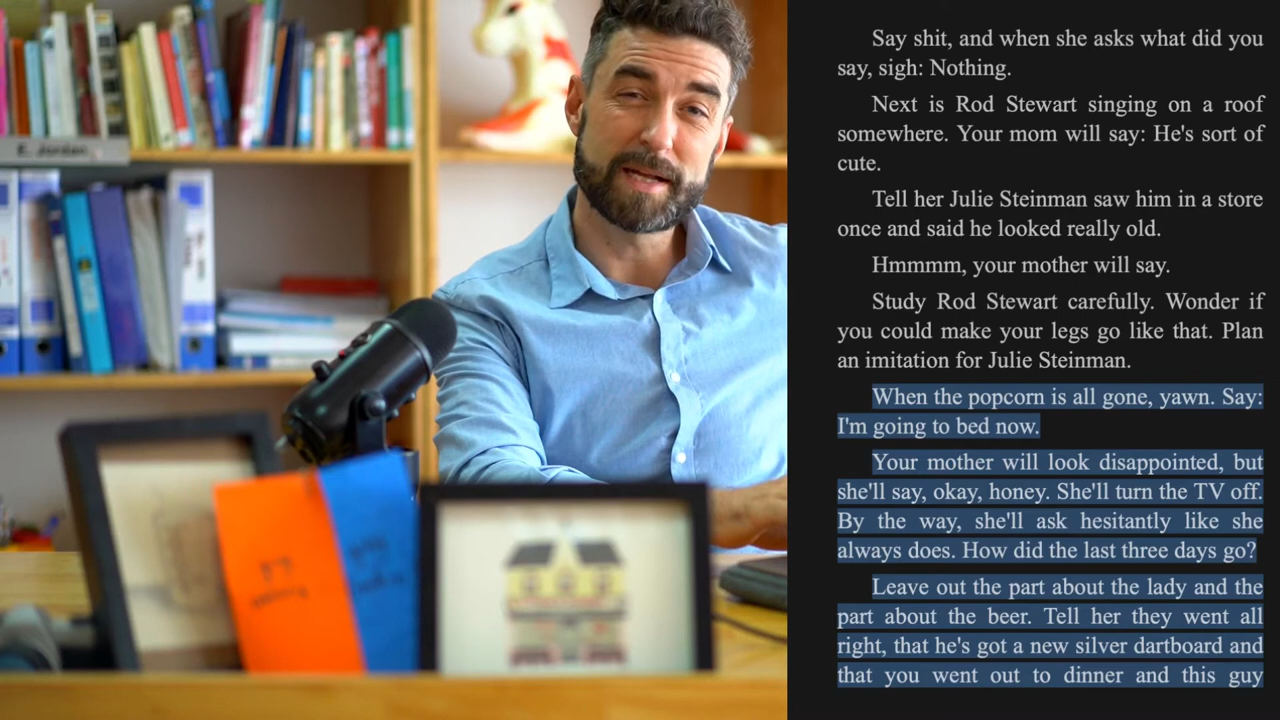 E. Jordan
Say shit, and when she asks what did you
say, sigh: Nothing.
Next is Rod Stewart singing on a roof
somewhere. Your mom will say: He's sort of
cute.
Tell her Julie Steinman saw him in a store
once and said he looked really old.
Hmmmm, your mother will say.
Study Rod Stewart carefully. Wonder if
you could make your legs go like that. Plan
an imitation for Julie Steinman.
When the popcorn is all gone, yawn. Say:
I'm going to bed now.
Your mother will look disappointed, but
she'll say, okay, honey. She'll turn the TV off.
By the way, she'll ask hesitantly like she
always does. How did the last three days go?
Leave out the part about the lady and the
part about the beer. Tell her they went all
right, that he's got a new silver dartboard and
that you went out to dinner and this guy